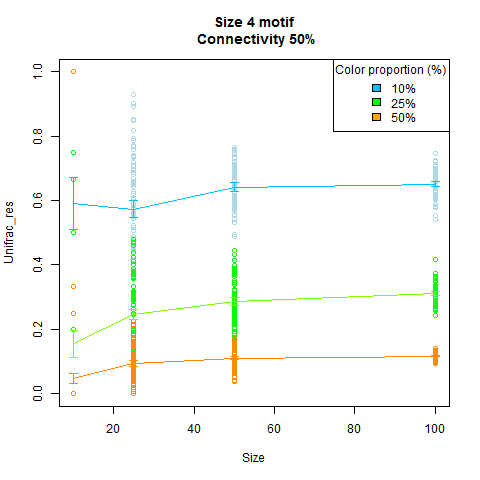 Size 4 motif
Connectivity 50%
Color proportion (%)
10%
25%
50%
Unifrac_res
0.0
0.2
0.4
0.6
0.8
1.0
20
40
60
80
100
Size